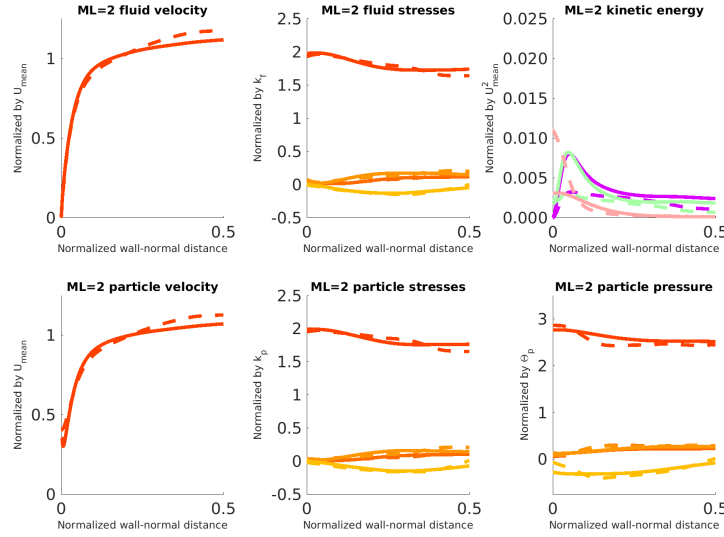 ML=2 fluid velocity
Normalized by U_mean
1
0
0
0.5
Normalized wall-normal distance
ML=2 fluid stresses
Normalized by k_f
2.5
2
1.5
1
0.5
0
-0.5
0
0.5
Normalized wall-normal distance
ML=2 kinetic energy
Normalized by U²_mean
0.025
0.020
0.015
0.010
0.005
0.000
0
0.5
Normalized wall-normal distance
ML=2 particle velocity
Normalized by U_mean
1
0.5
0
0
0.5
Normalized wall-normal distance
ML=2 particle stresses
Normalized by k_p
2.5
2
1.5
1
0.5
0
-0.5
0
0.5
Normalized wall-normal distance
ML=2 particle pressure
Normalized by Θ_p
3
2
1
0
0
0.5
Normalized wall-normal distance